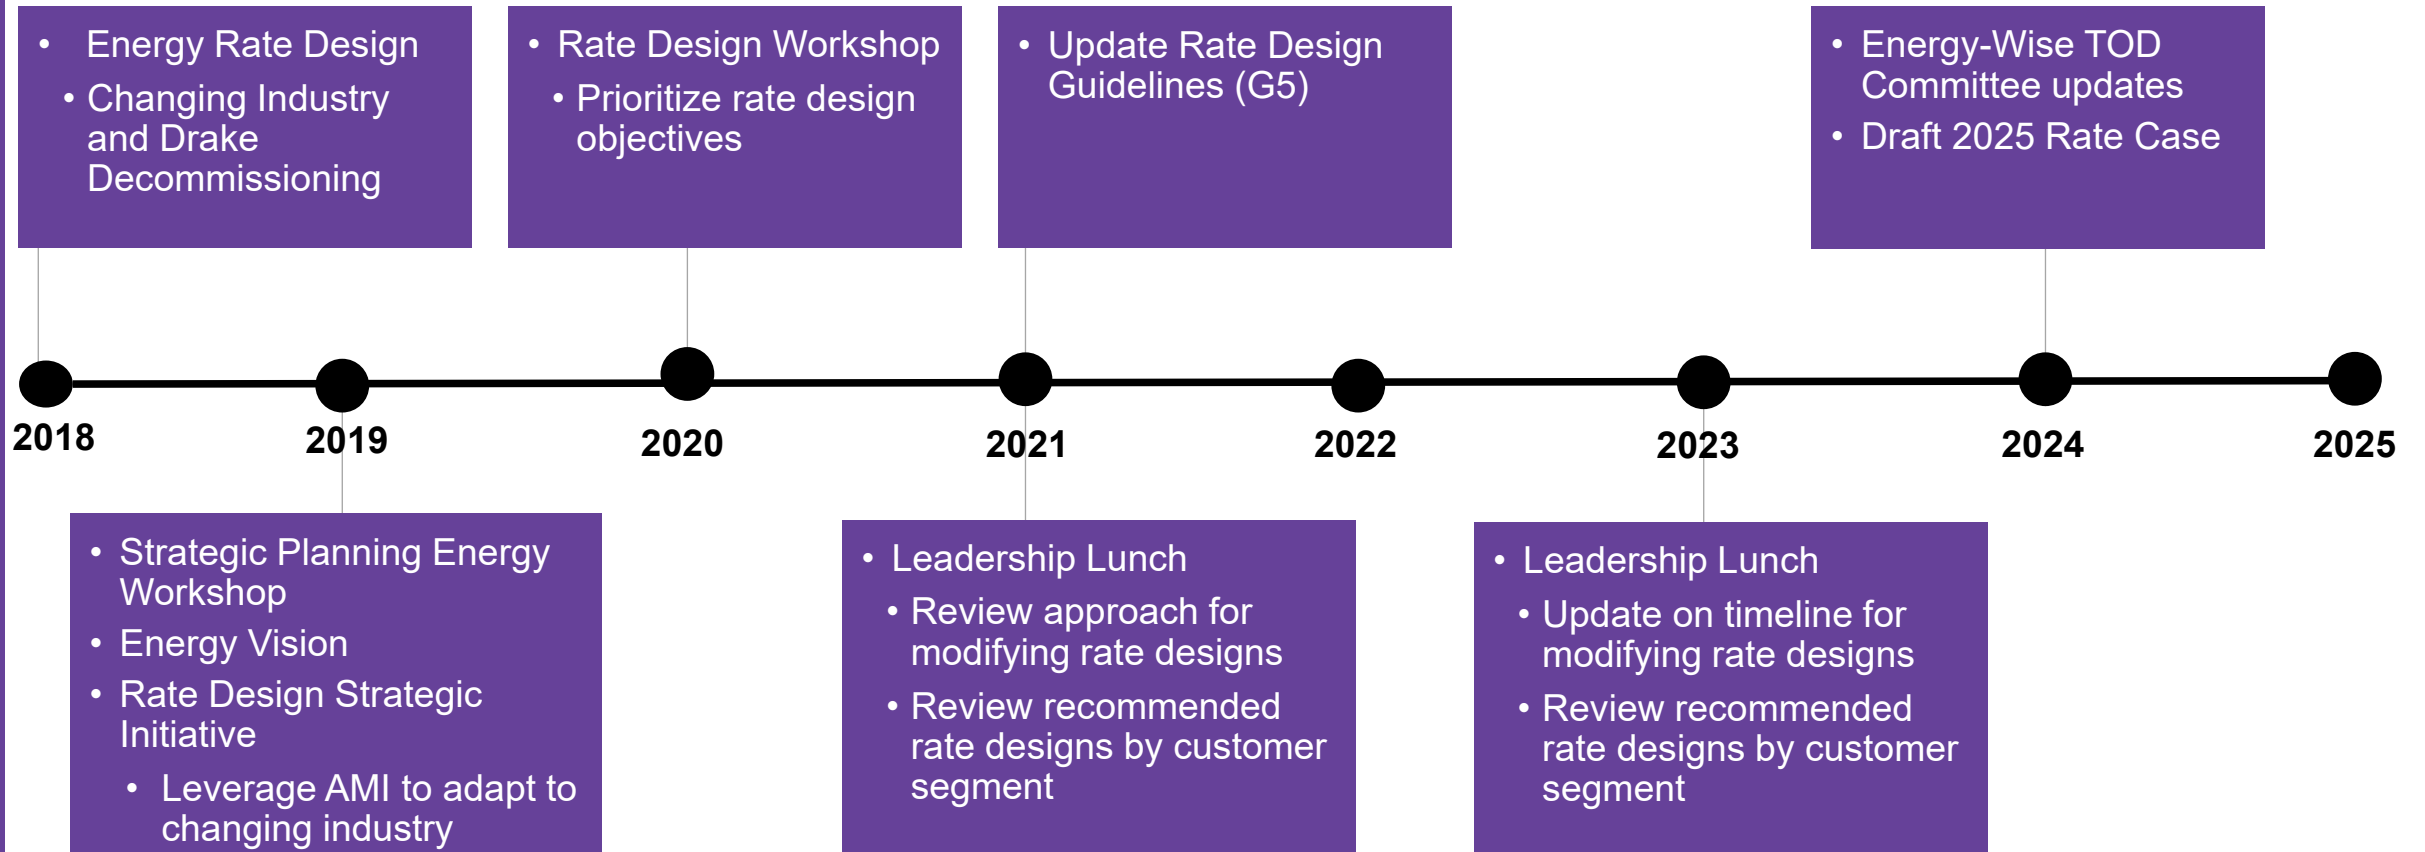 • Energy Rate Design
• Changing Industry
and Drake
Decommissioning
• Rate Design Workshop
• Prioritize rate design
objectives
• Update Rate Design
Guidelines (G5)
• Energy-Wise TOD
Committee updates
• Draft 2025 Rate Case
2018
2019
2020
2021
2022
2023
2024
2025
• Strategic Planning Energy
Workshop
• Energy Vision
• Rate Design Strategic
Initiative
• Leverage AMI to adapt to
changing industry
• Leadership Lunch
• Review approach for
modifying rate designs
• Review recommended
rate designs by customer
segment
• Leadership Lunch
• Update on timeline for
modifying rate designs
• Review recommended
rate designs by customer
segment